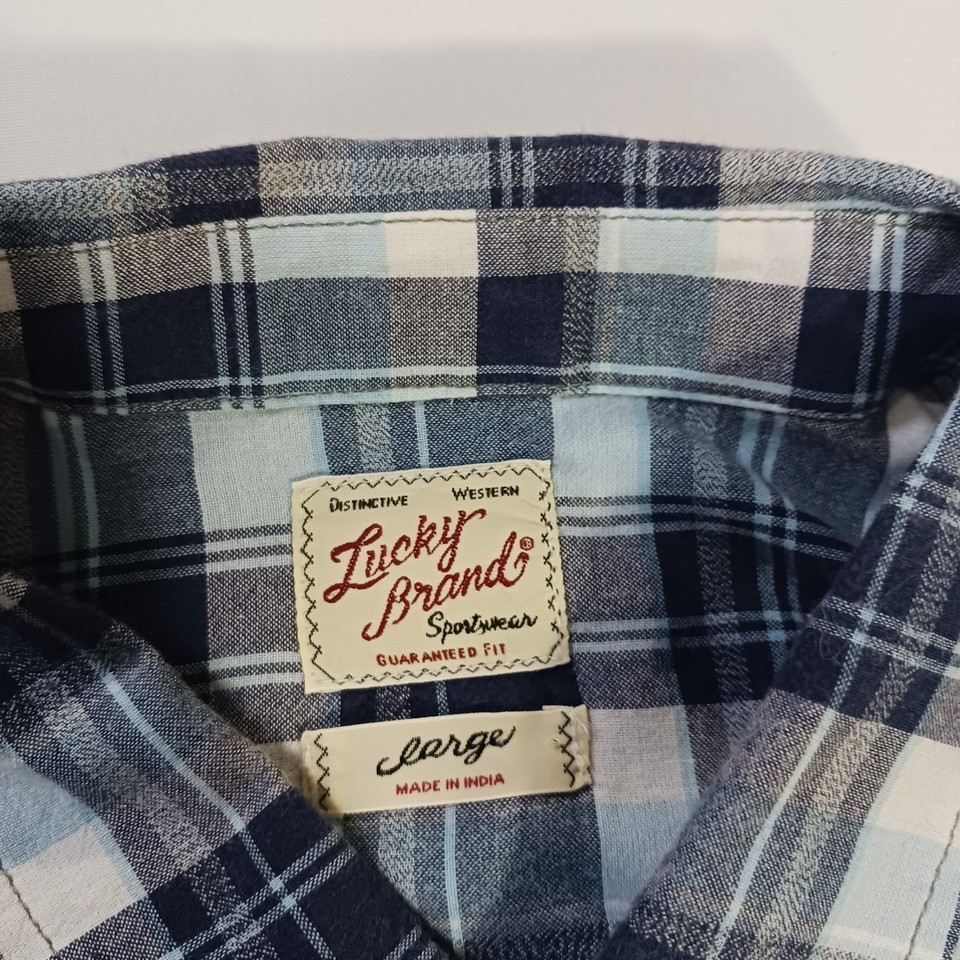 DISTINCTIVE WESTERN
Lucky
Brand®
Sportswear
GUARANTEED FIT
large
MADE IN INDIA